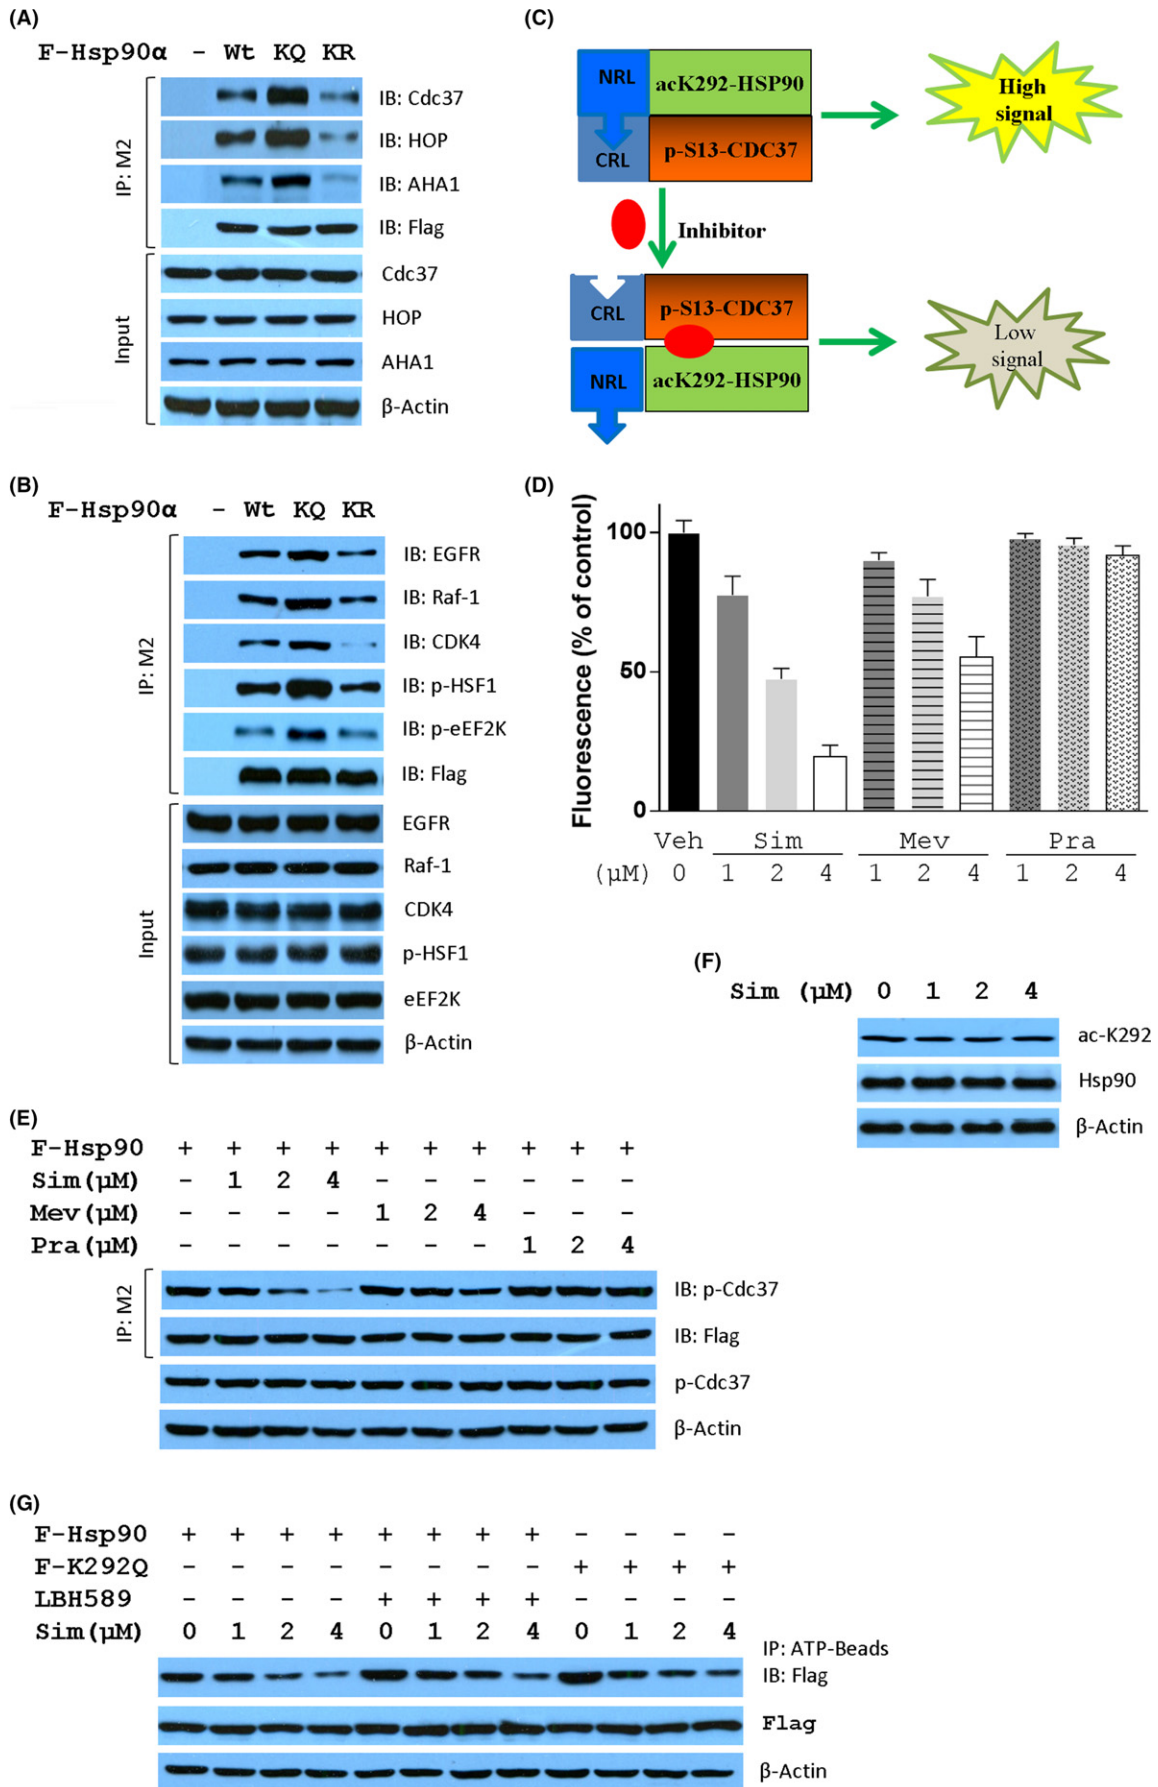 (A)
F-Hsp90α - Wt KQ KR
IP: M2
IB: Cdc37
IB: HOP
IB: AHA1
IB: Flag
Input
Cdc37
HOP
AHA1
β-Actin
(B)
F-Hsp90α - Wt KQ KR
IP: M2
IB: EGFR
IB: Raf-1
IB: CDK4
IB: p-HSF1
IB: p-eEF2K
IB: Flag
Input
EGFR
Raf-1
CDK4
p-HSF1
eEF2K
β-Actin
(C)
NRL acK292-HSP90
CRL p-S13-CDC37
High
signal
Inhibitor
CRL p-S13-CDC37
NRL acK292-HSP90
Low
signal
(D)
Fluorescence (% of control)
100
50
0
Veh Sim Mev Pra
(μM) 0 1 2 4 1 2 4 1 2 4
(F)
Sim (μM) 0 1 2 4
ac-K292
Hsp90
β-Actin
(E)
F-Hsp90 + + + + + + + + + +
Sim(μM) - 1 2 4 - - - - - -
Mev(μM) - - - - 1 2 4 - - -
Pra(μM) - - - - - - - 1 2 4
IP: M2
IB: p-Cdc37
IB: Flag
p-Cdc37
β-Actin
(G)
F-Hsp90 + + + + + + + + - - - -
F-K292Q - - - - - - - - + + + +
LBH589 - - - - + + + + - - - -
Sim(μM) 0 1 2 4 0 1 2 4 0 1 2 4
IP: ATP-Beads
IB: Flag
Flag
β-Actin